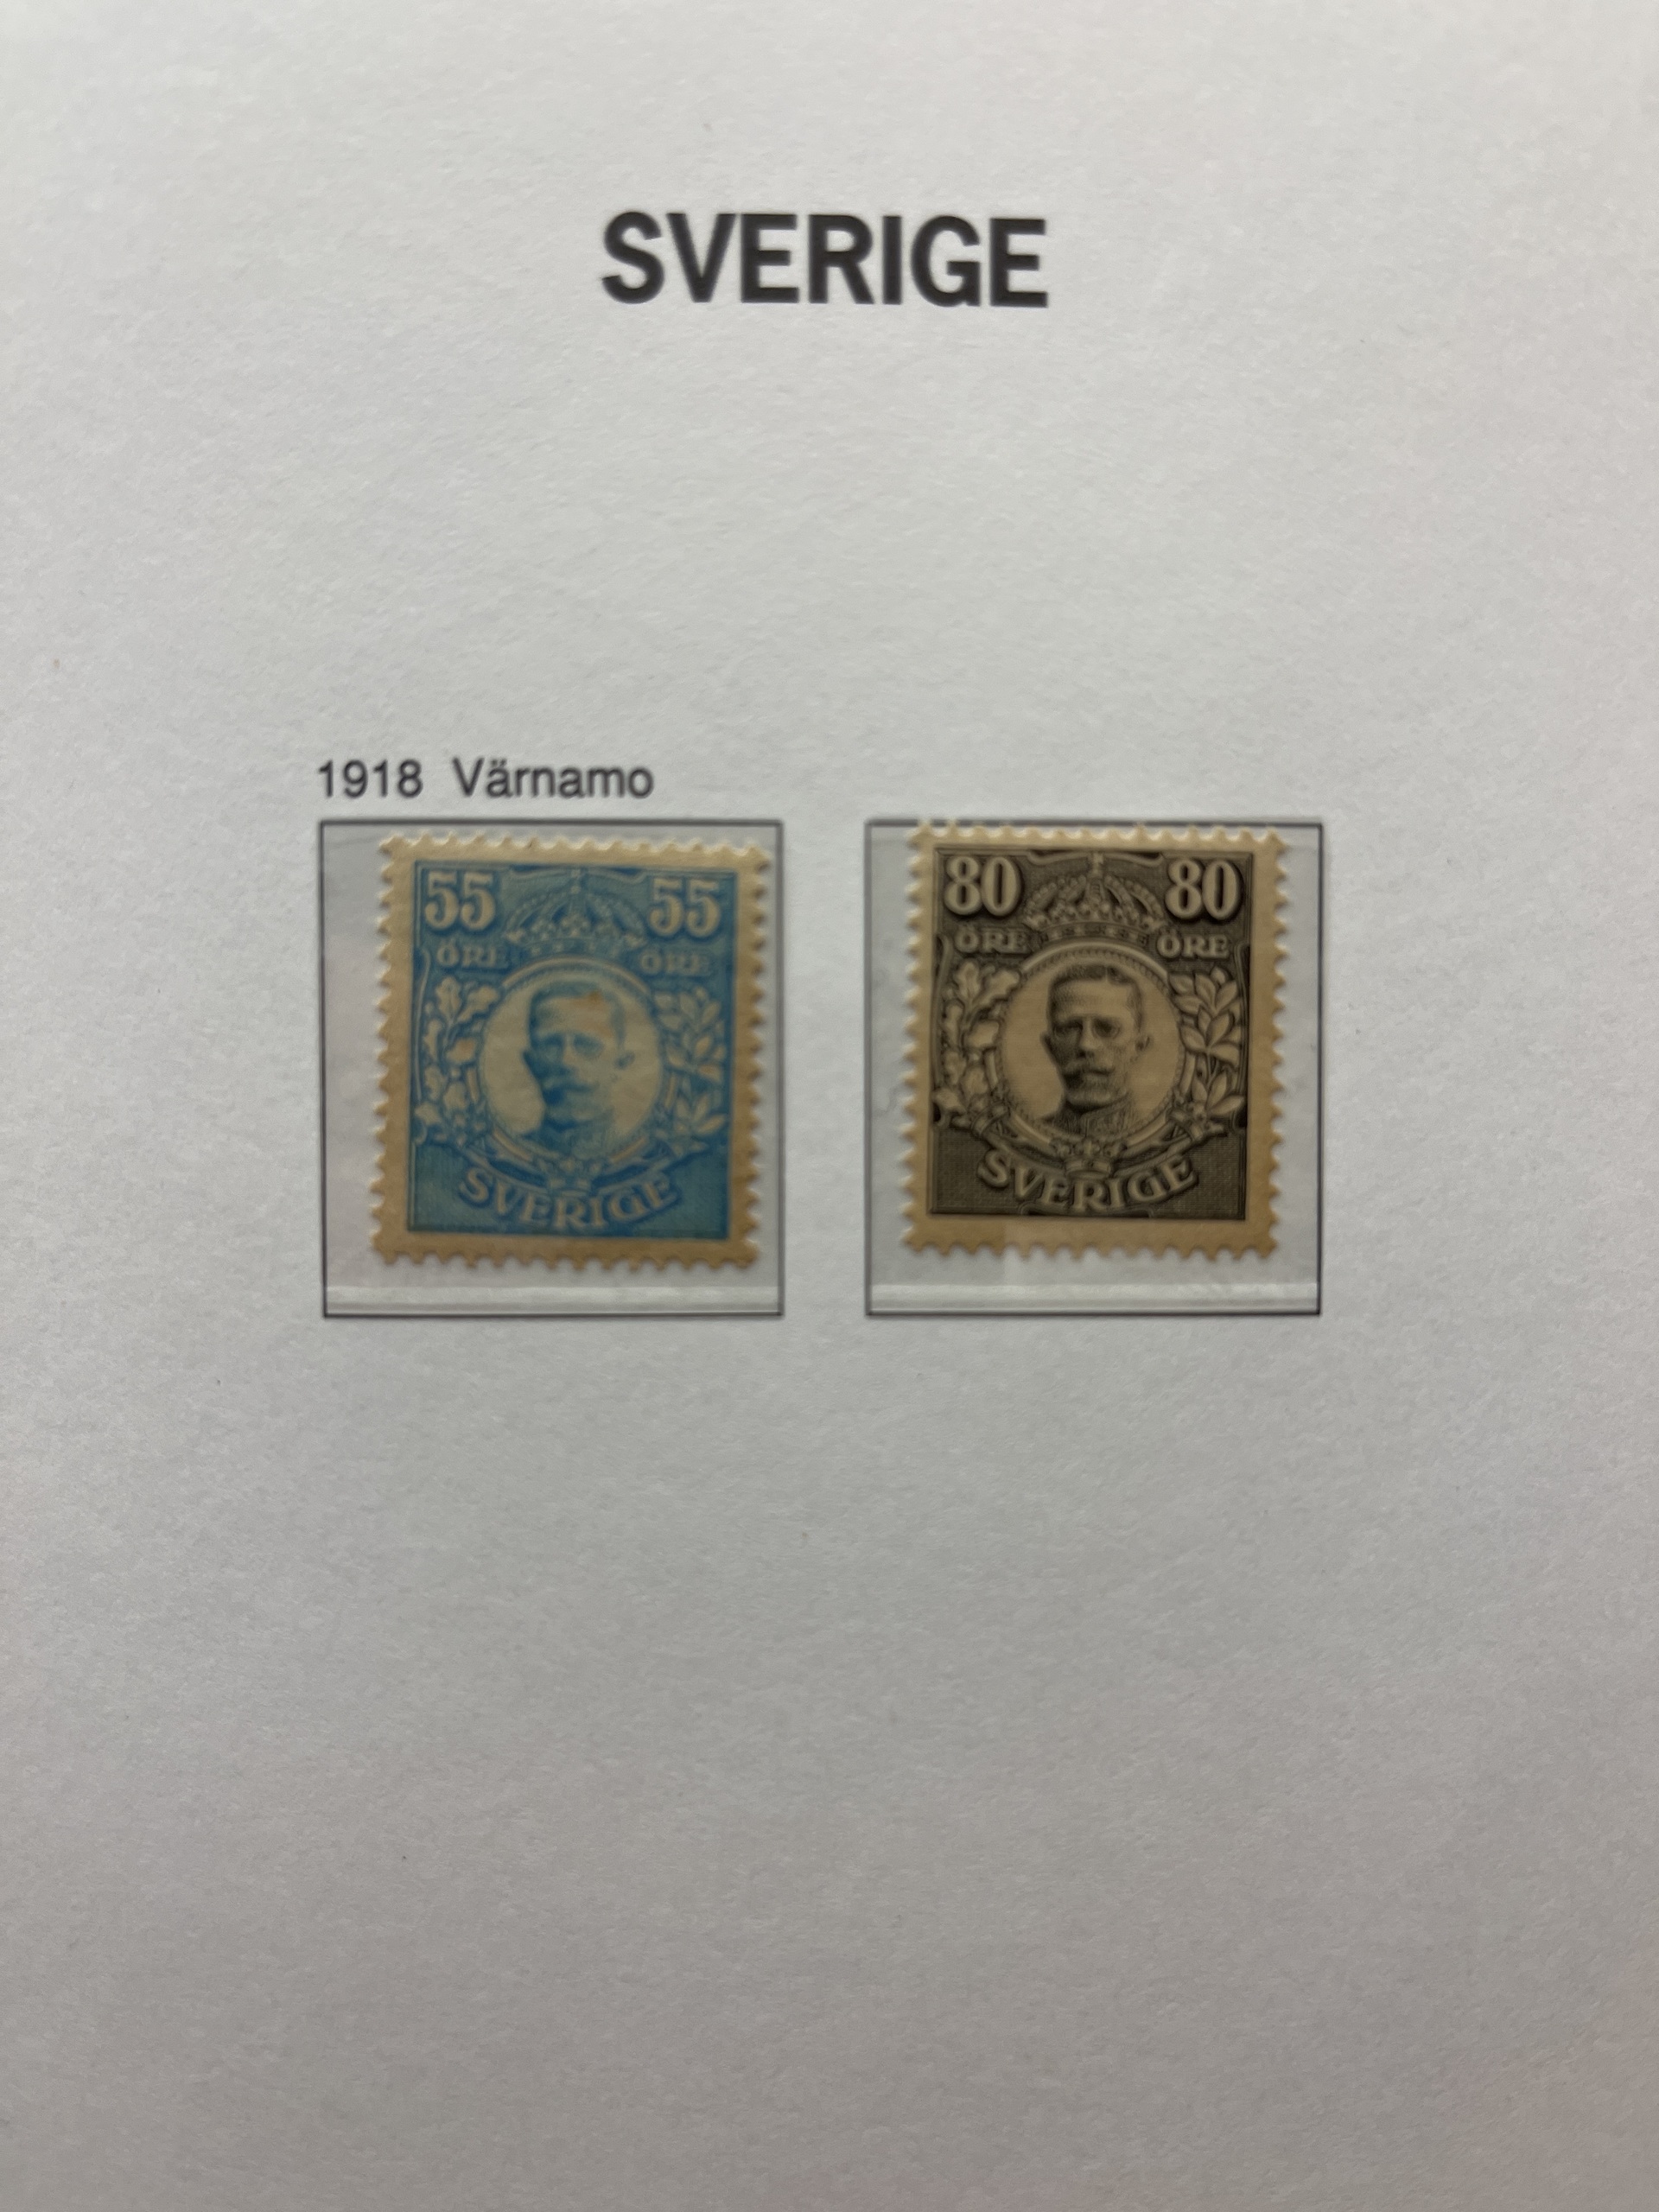 SVERIGE
1918 Värnamo
55 55
ÖRE ÖRE
SVERIGE
80 80
ÖRE ÖRE
SVERIGE